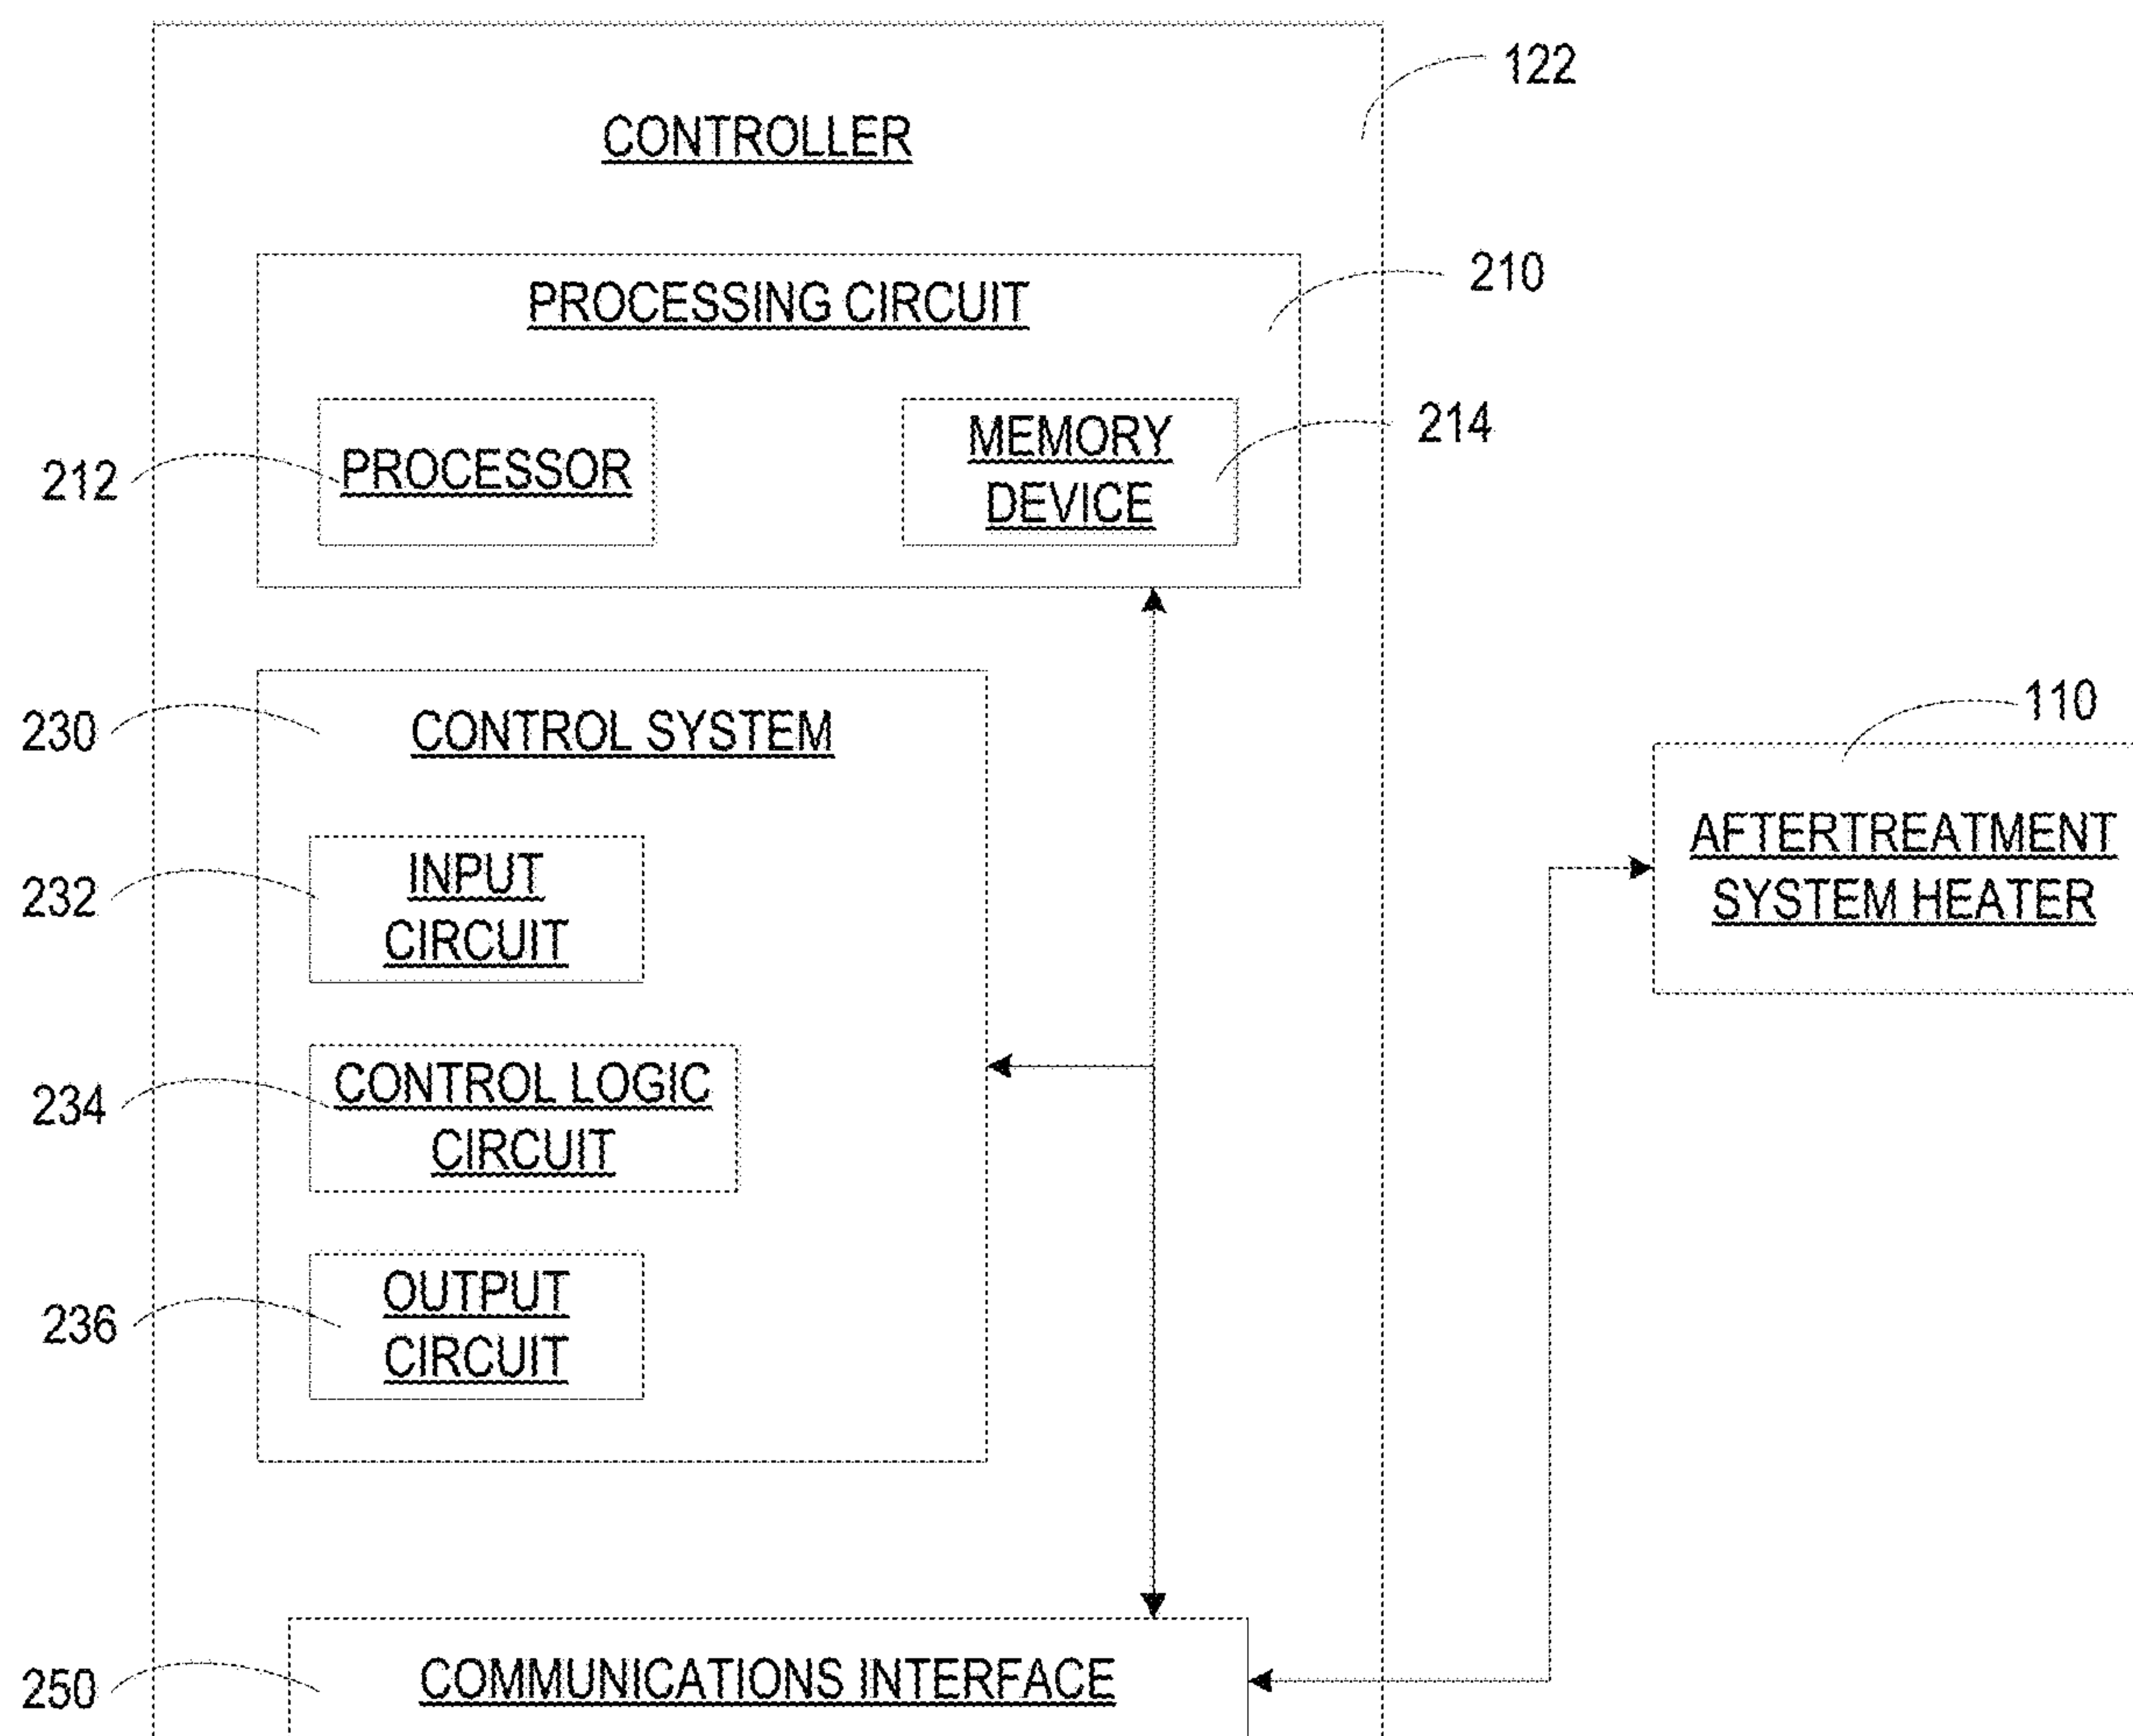 122
CONTROLLER
210
PROCESSING CIRCUIT
214
MEMORY
DEVICE
212
PROCESSOR
230
CONTROL SYSTEM
110
AFTERTREATMENT
SYSTEM HEATER
232
INPUT
CIRCUIT
234
CONTROL LOGIC
CIRCUIT
236
OUTPUT
CIRCUIT
250
COMMUNICATIONS INTERFACE